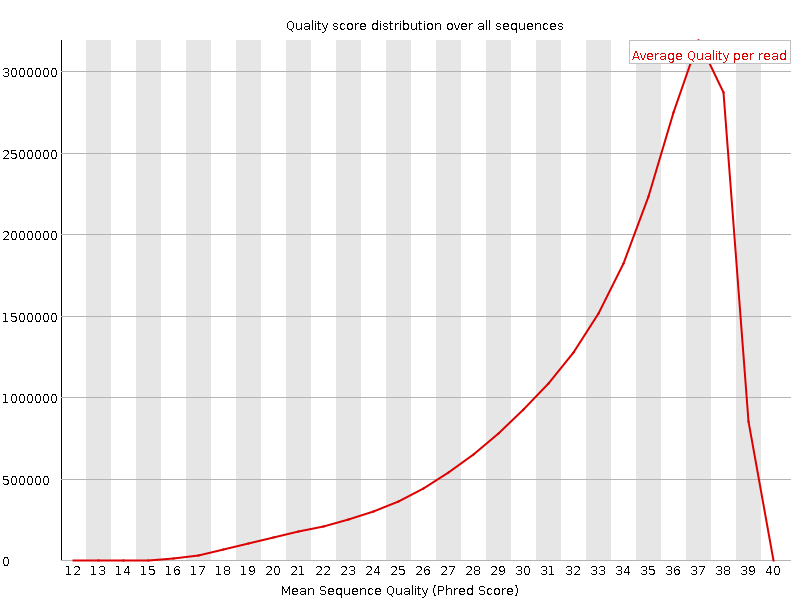 Quality score distribution over all sequences
Average Quality per read
3000000
2500000
2000000
1500000
1000000
500000
0
12 13 14 15 16 17 18 19 20 21 22 23 24 25 26 27 28 29 30 31 32 33 34 35 36 37 38 39 40
Mean Sequence Quality (Phred Score)